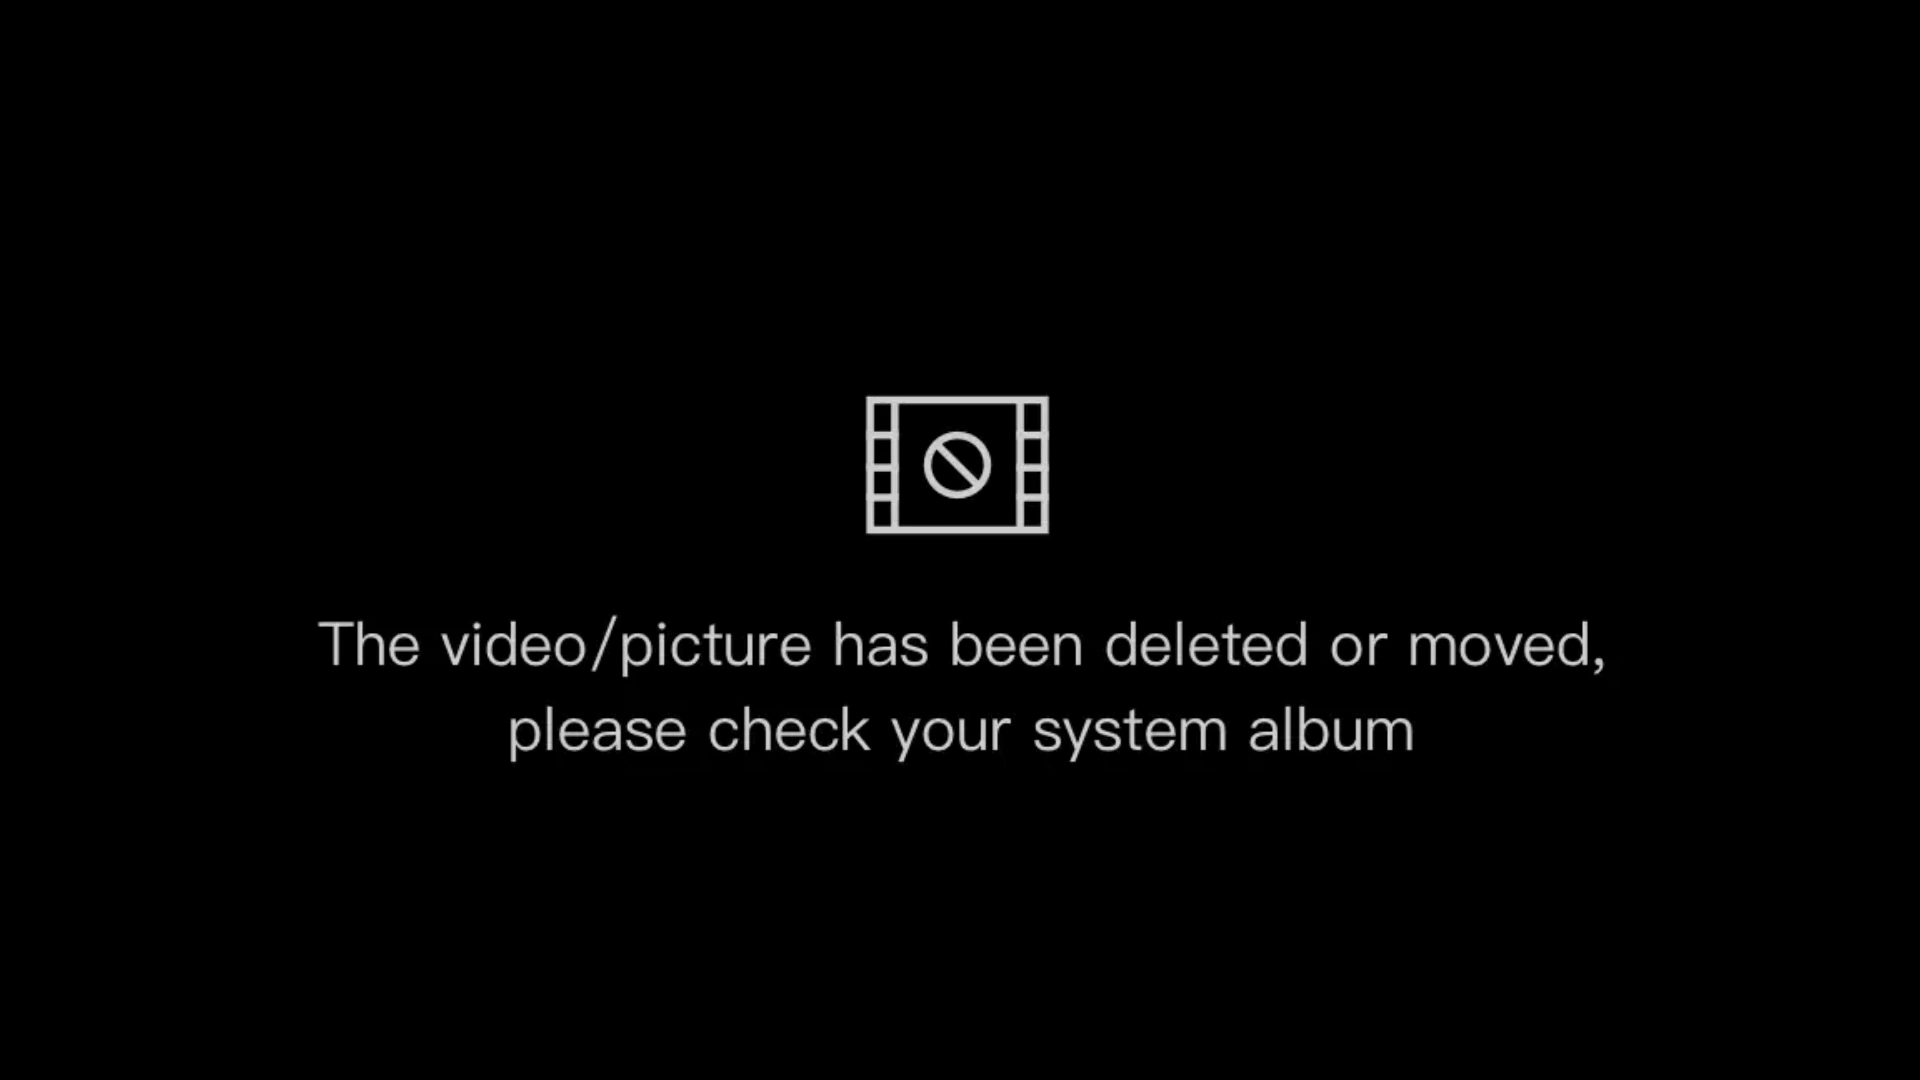 The video/picture has been deleted or moved,
please check your system album